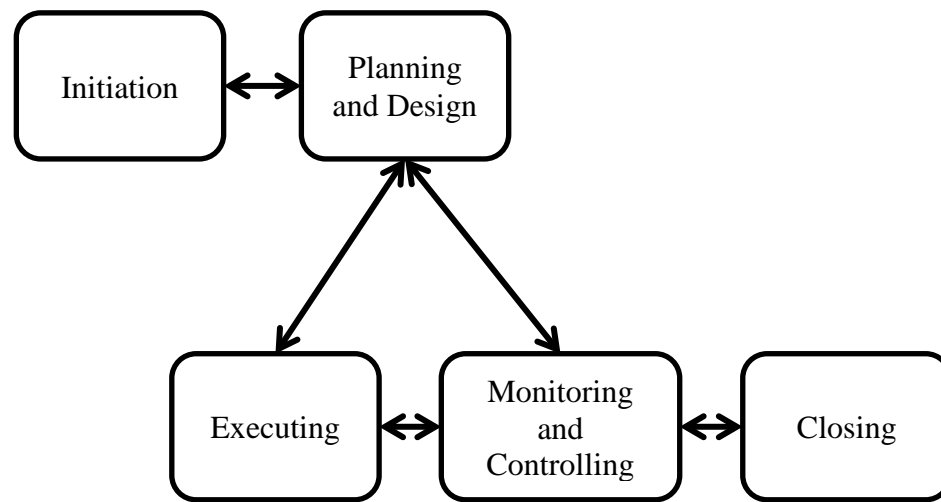 Initiation
Planning
and Design
Executing
Monitoring
and
Controlling
Closing